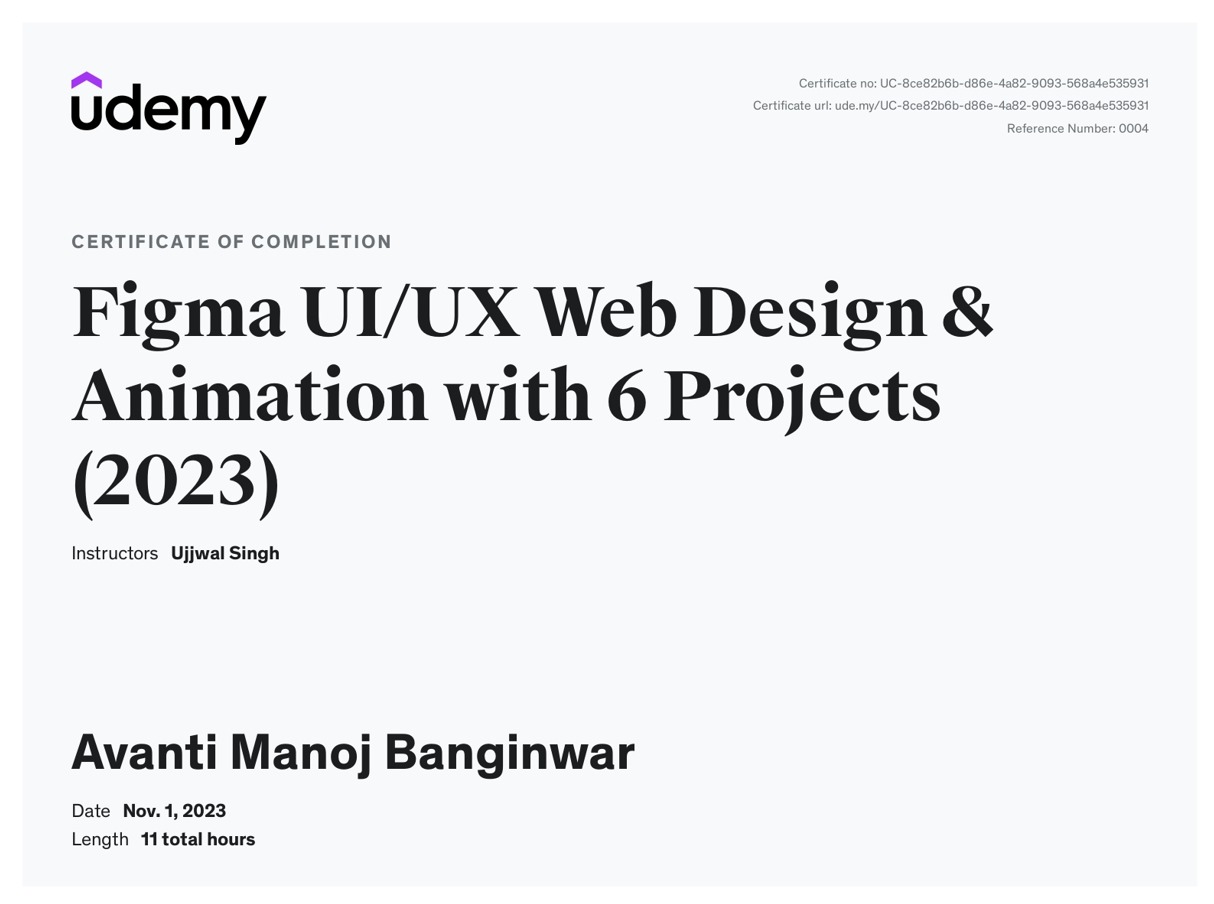 udemy
Certificate no: UC-8ce82b6b-d86e-4a82-9093-568a4e535931
Certificate url: ude.my/UC-8ce82b6b-d86e-4a82-9093-568a4e535931
Reference Number: 0004
CERTIFICATE OF COMPLETION
Figma UI/UX Web Design &
Animation with 6 Projects
(2023)
Instructors Ujjwal Singh
Avanti Manoj Banginwar
Date Nov. 1, 2023
Length 11 total hours